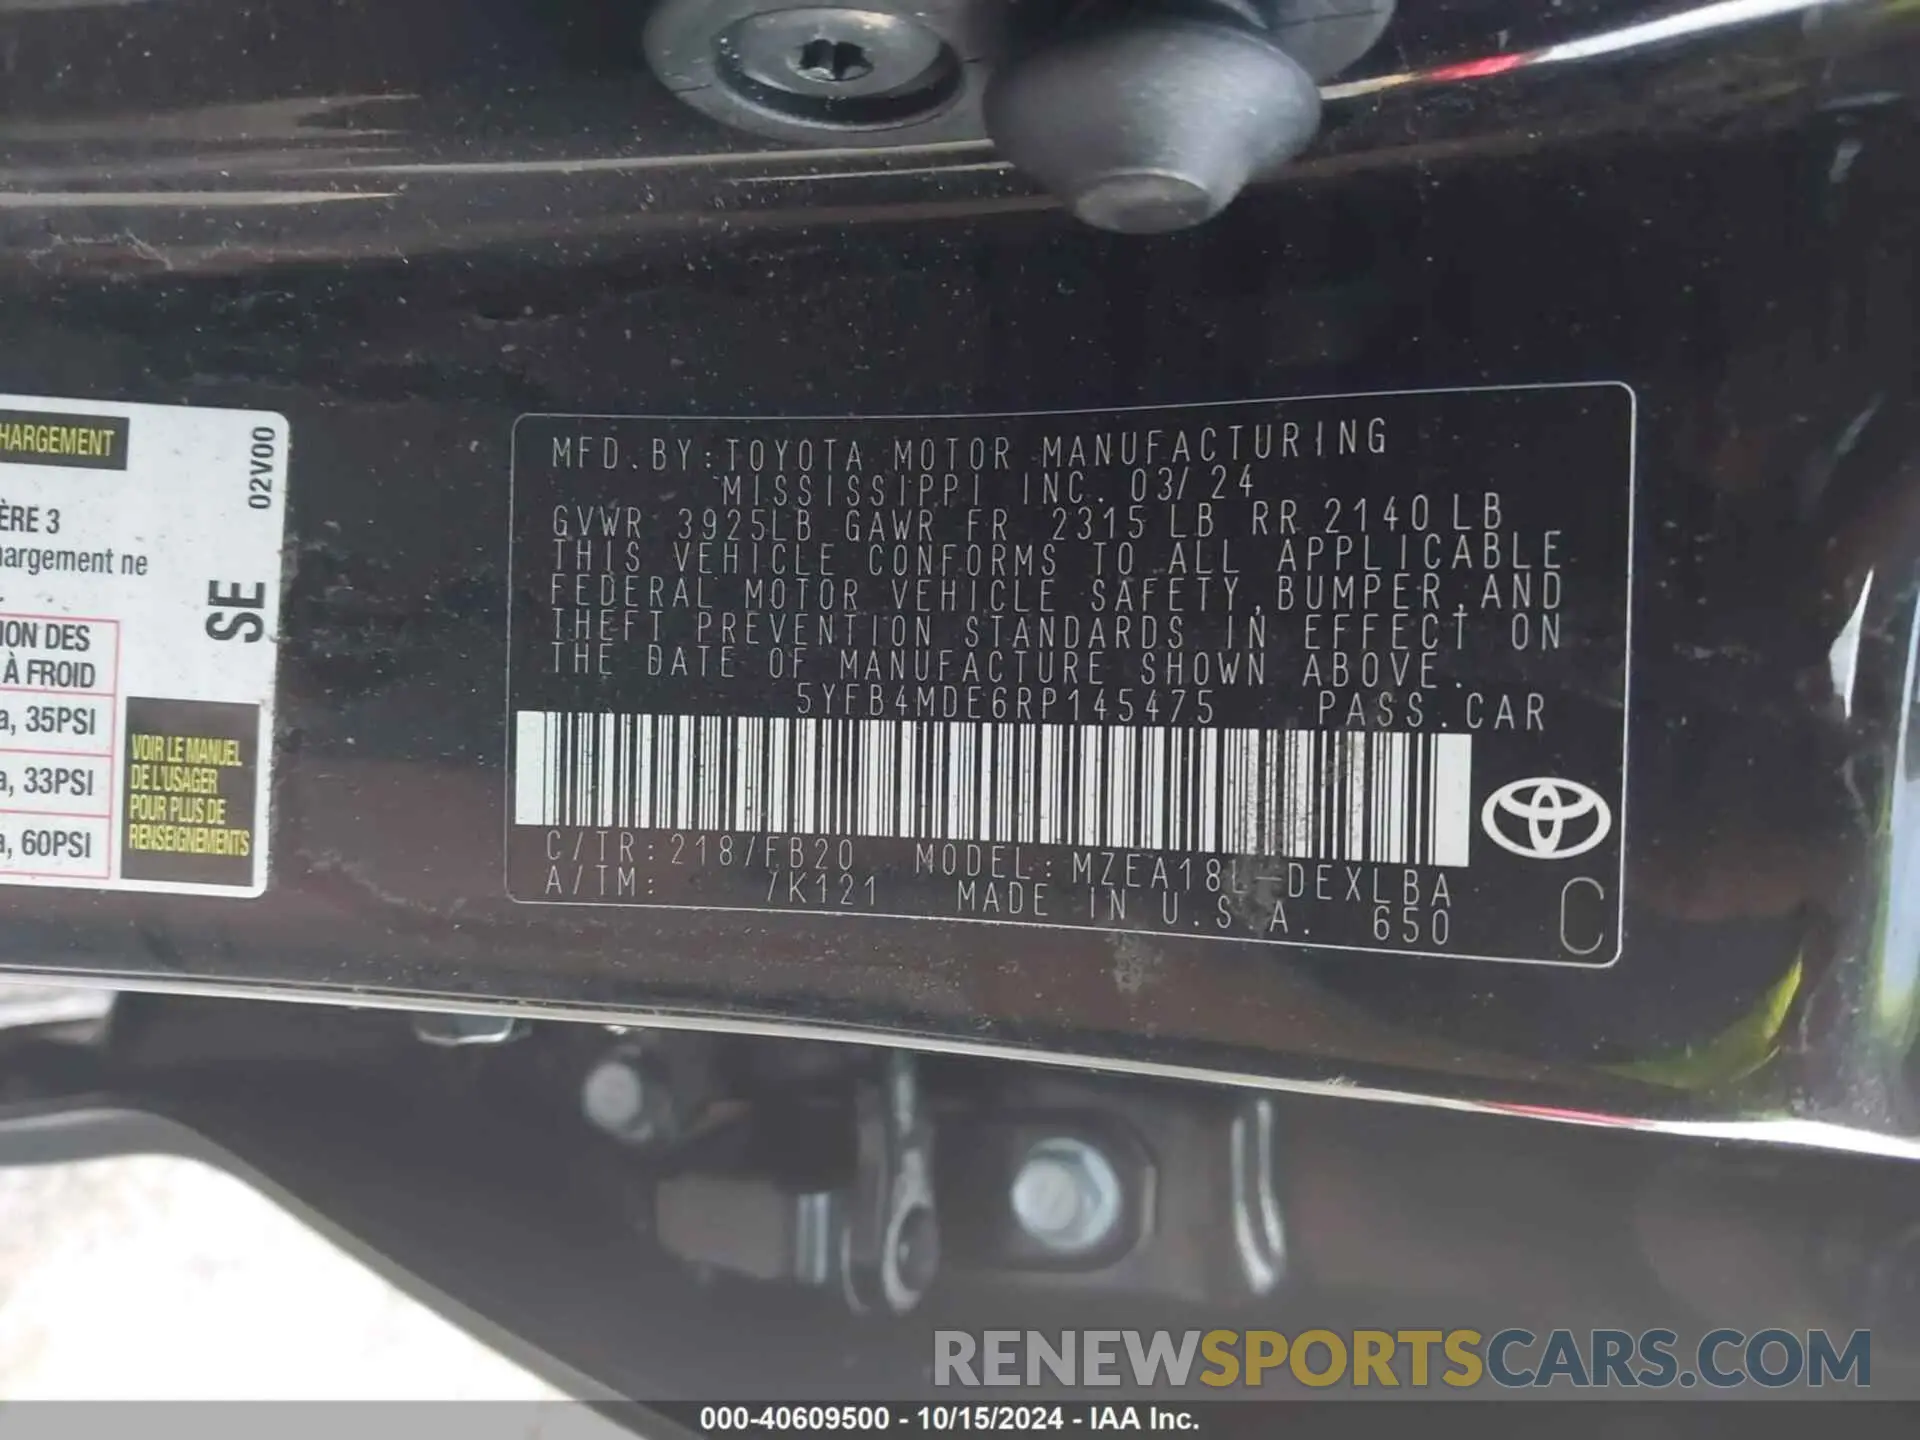 HARGEMENT
02V00
ÈRE 3
hargement ne
SE
ION DES
À FROID
a, 35PSI
a, 33PSI
a, 60PSI
VOIR LE MANUEL
DE L'USAGER
POUR PLUS DE
RENSEIGNEMENTS
MFD.BY:TOYOTA MOTOR MANUFACTURING
MISSISSIPPI INC. 03/24
GVWR 3925LB GAWR FR 2315 LB RR 2140 LB
THIS VEHICLE CONFORMS TO ALL APPLICABLE
FEDERAL MOTOR VEHICLE SAFETY,BUMPER,AND
THEFT PREVENTION STANDARDS IN EFFECT ON
THE DATE OF MANUFACTURE SHOWN ABOVE.
5YFB4MDE6RP145475 PASS.CAR
C/TR:218/FB20 MODEL:MZEA18L-DEXLBA
A/TM: /K121 MADE IN U.S.A. 650
C
RENEWSPORTSCARS.COM
000-40609500 - 10/15/2024 - IAA Inc.